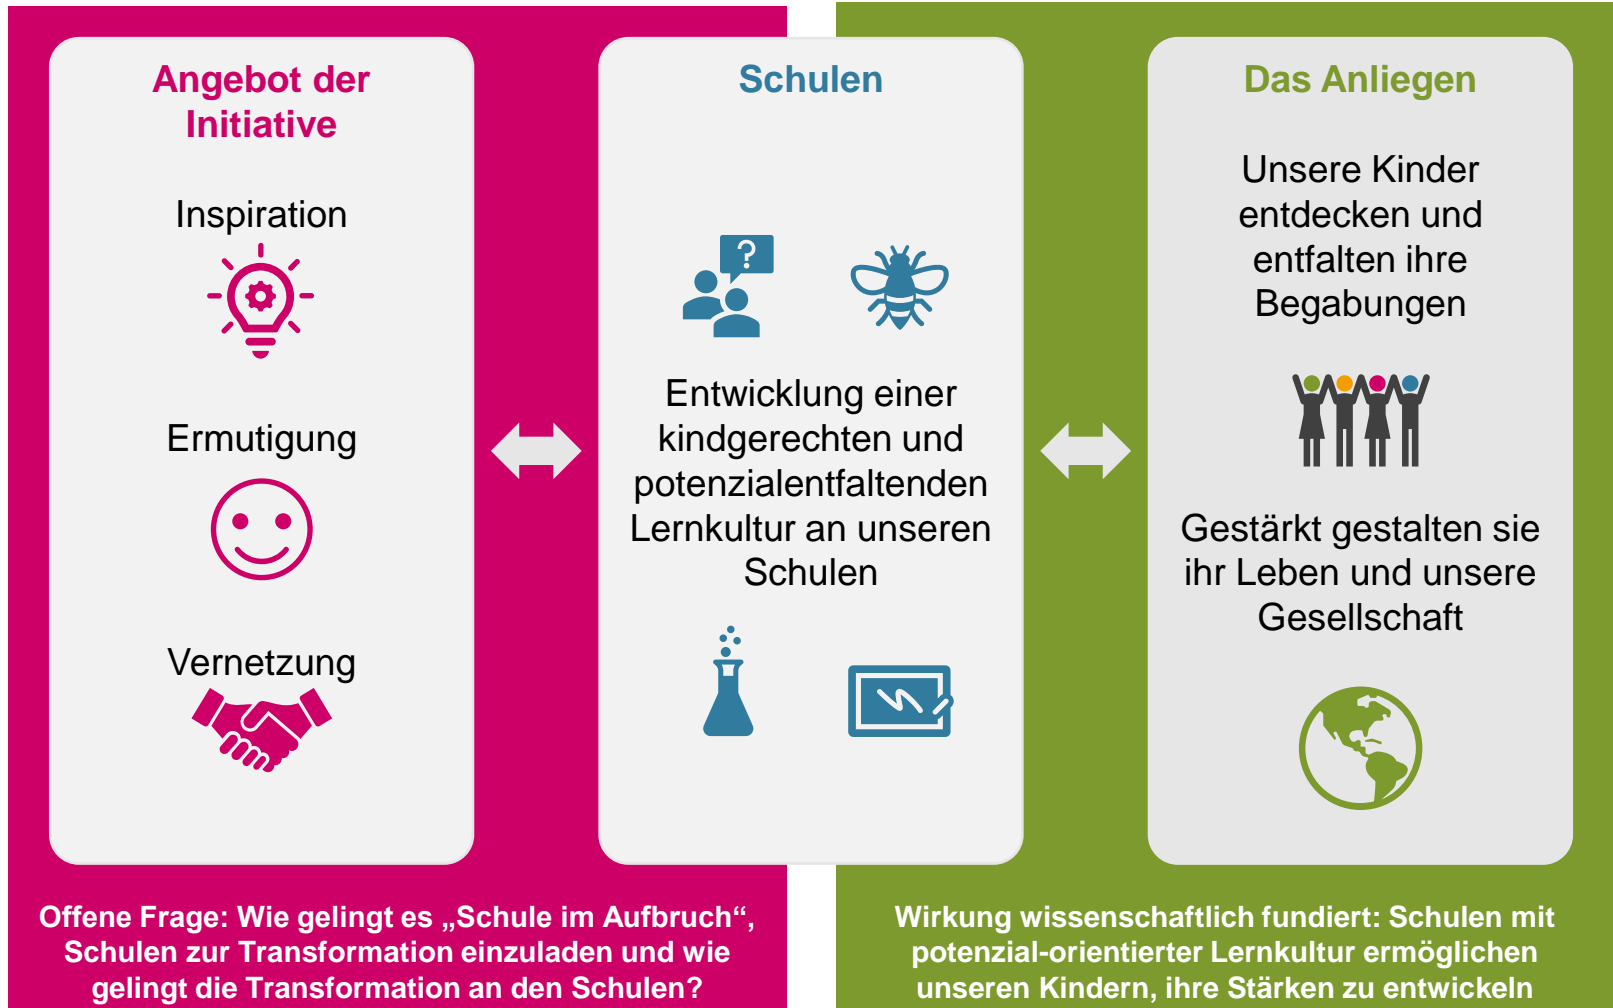 Angebot der
Initiative
Inspiration
Ermutigung
Vernetzung
Schulen
?
Entwicklung einer
kindgerechten und
potenzialentfaltenden
Lernkultur an unseren
Schulen
Das Anliegen
Unsere Kinder
entdecken und
entfalten ihre
Begabungen
Gestärkt gestalten sie
ihr Leben und unsere
Gesellschaft
Offene Frage: Wie gelingt es „Schule im Aufbruch“,
Schulen zur Transformation einzuladen und wie
gelingt die Transformation an den Schulen?
Wirkung wissenschaftlich fundiert: Schulen mit
potenzial-orientierter Lernkultur ermöglichen
unseren Kindern, ihre Stärken zu entwickeln